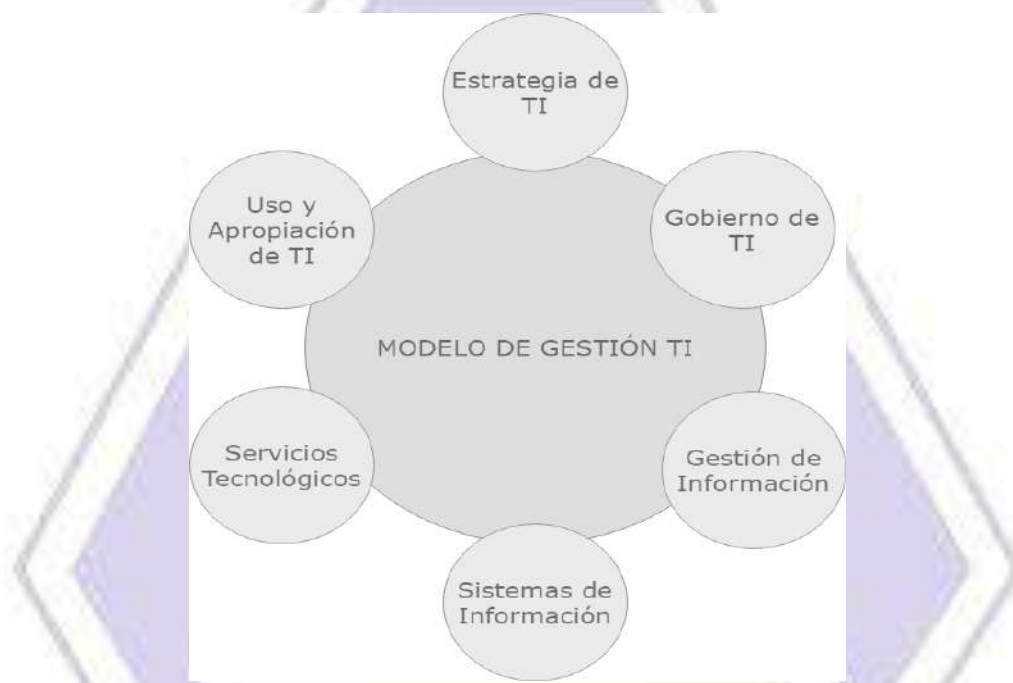 Estrategia de
TI
Uso y
Apropiación
de TI
Gobierno de
TI
MODELO DE GESTIÓN TI
Servicios
Tecnológicos
Gestión de
Información
Sistemas de
Información